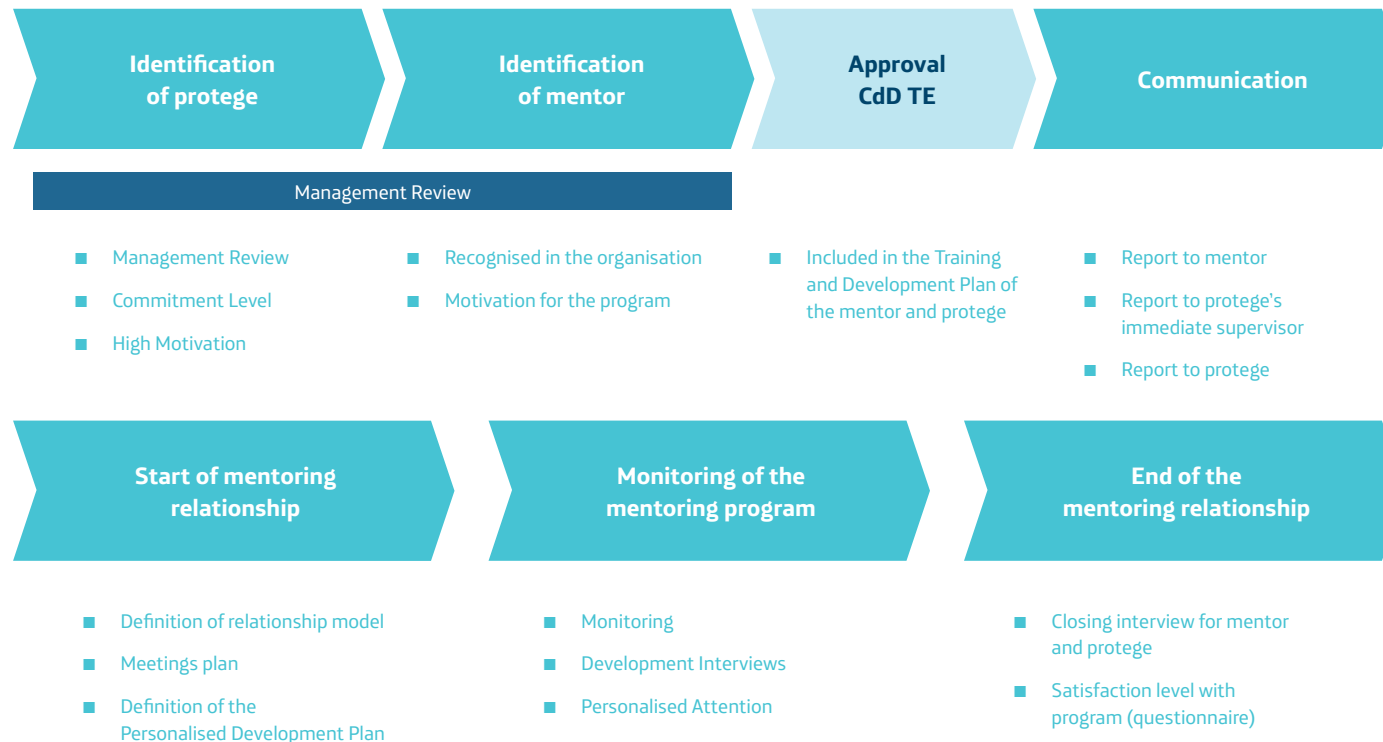 Identification
of protege
Identification
of mentor
Approval
CdD TE
Communication
Management Review
Management Review
Commitment Level
High Motivation
Recognised in the organisation
Motivation for the program
Included in the Training
and Development Plan of
the mentor and protege
Report to mentor
Report to protege's
immediate supervisor
Report to protege
Start of mentoring
relationship
Monitoring of the
mentoring program
End of the
mentoring relationship
Definition of relationship model
Meetings plan
Definition of the
Personalised Development Plan
Monitoring
Development Interviews
Personalised Attention
Closing interview for mentor
and protege
Satisfaction level with
program (questionnaire)